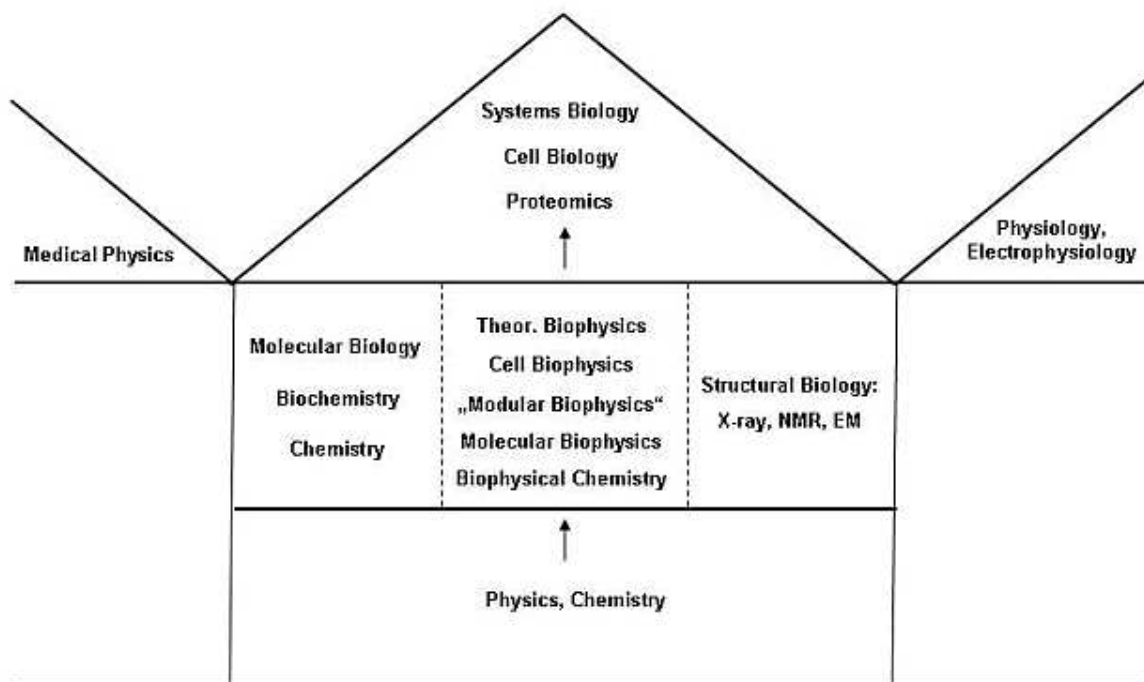 Systems Biology
Cell Biology
Proteomics
Medical Physics
Physiology,
Electrophysiology
Molecular Biology
Biochemistry
Chemistry
Theor. Biophysics
Cell Biophysics
„Modular Biophysics“
Molecular Biophysics
Biophysical Chemistry
Structural Biology:
X-ray, NMR, EM
Physics, Chemistry